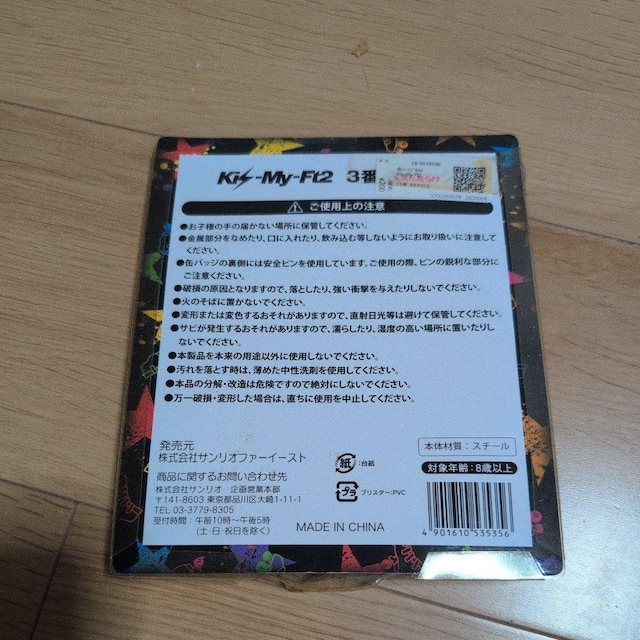 Kis-My-Ft2 3番
⚠ ご使用上の注意
●お子様の手の届かない場所に保管してください。
●金属部分をなめたり、口に入れたり、飲み込む等しないようにお取り扱いに注意して
ください。
●缶バッジの裏側には安全ピンを使用しています。ご使用の際、ピンの鋭利な部分に
ご注意ください。
●破損の原因となりますので、落としたり、強い衝撃を与えたりしないでください。
●火のそばに置かないでください。
●変形または変色するおそれがありますので、直射日光等は避けて保管してください。
●サビが発生するおそれがありますので、濡らしたり、湿度の高い場所に置いたりし
ないでください。
●本製品を本来の用途以外に使用しないでください。
●汚れを落とす時は、薄めた中性洗剤を使用してください。
●本品の分解・改造は危険ですので絶対にしないでください。
●万一破損・変形した場合は、直ちに使用を中止してください。
発売元
株式会社サンリオファーイースト
商品に関するお問い合わせ先
株式会社サンリオ 企画営業本部
〒141-8603 東京都品川区大崎1-11-1
TEL 03-3779-8305
受付時間:午前10時〜午後5時
(土・日・祝日を除く)
紙:台紙
プラ ブリスター:PVC
MADE IN CHINA
本体材質:スチール
対象年齢:8歳以上
4 901610 535356